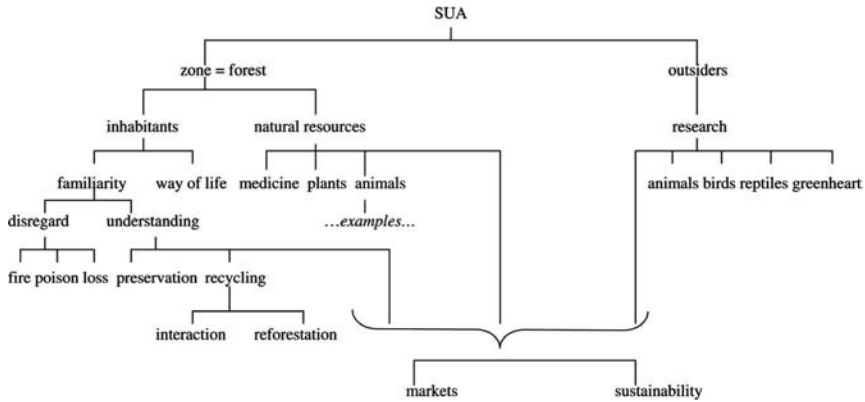 SUA
zone = forest outsiders
inhabitants natural resources research
familiarity way of life medicine plants animals animals birds reptiles greenheart
disregard understanding ...examples...
fire poison loss preservation recycling
interaction reforestation
markets sustainability